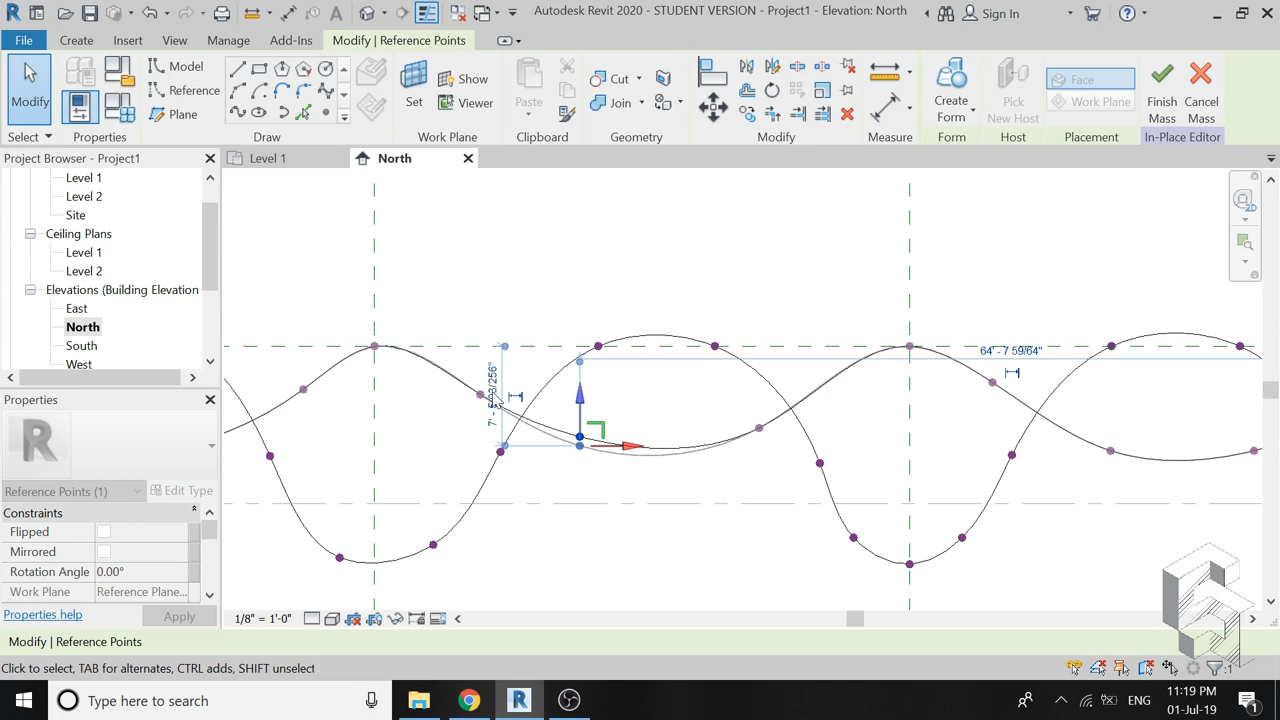 Autodesk Revit 2020 - STUDENT VERSION - Project1 - Elevation: North
Sign In
File
Create
Insert
View
Manage
Add-Ins
Modify | Reference Points
Modify
Select
Properties
Model
Reference
Plane
Draw
Set
Show
Viewer
Work Plane
Paste
Clipboard
Cut
Join
Geometry
Modify
Measure
Create Form
Form
Pick New Host
Host
Face
Work Plane
Placement
Finish Mass
Cancel Mass
In-Place Editor
Project Browser - Project1
Level 1
Level 2
Site
Ceiling Plans
Level 1
Level 2
Elevations (Building Elevation
East
North
South
West
Level 1
North
64' - 7 59/64"
Properties
R
Reference Points (1)
Edit Type
Constraints
Flipped
Mirrored
Rotation Angle
0.00°
Work Plane
Reference Plane...
Properties help
Apply
1/8" = 1'-0"
Modify | Reference Points
Click to select, TAB for alternates, CTRL adds, SHIFT unselect
:1
Type here to search
ENG
11:19 PM
01-Jul-19
1